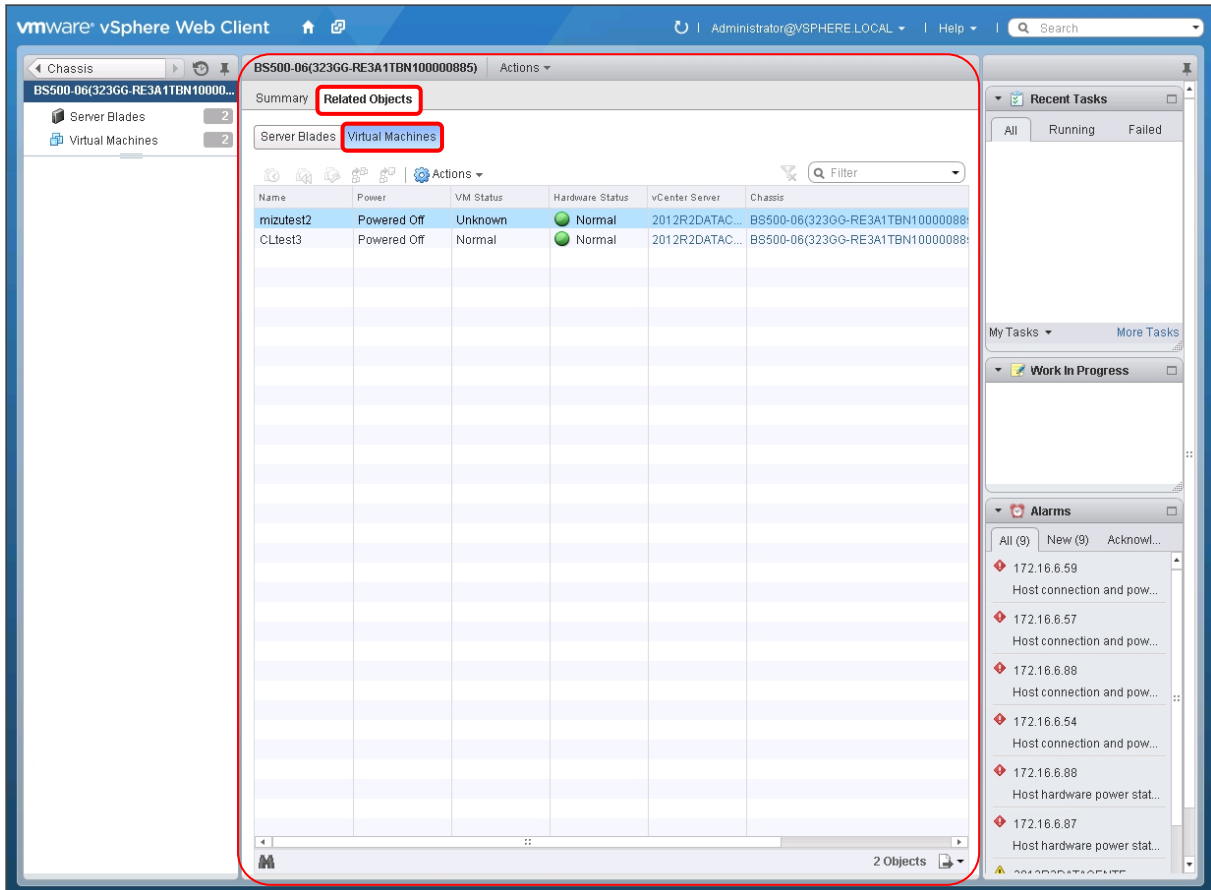 vmware® vSphere Web Client
Administrator@VSPHERE.LOCAL
Help
Search
Chassis
BS500-06(323GG-RE3A1TBN10000...
Server Blades 2
Virtual Machines 2
BS500-06(323GG-RE3A1TBN100000885) Actions
Summary Related Objects
Server Blades Virtual Machines
Actions
Filter
Name Power VM Status Hardware Status vCenter Server Chassis
mizutest2 Powered Off Unknown Normal 2012R2DATAC... BS500-06(323GG-RE3A1TBN10000088
CLtest3 Powered Off Normal Normal 2012R2DATAC... BS500-06(323GG-RE3A1TBN10000088
2 Objects
Recent Tasks
All Running Failed
My Tasks More Tasks
Work In Progress
Alarms
All (9) New (9) Acknowl...
172.16.6.59
Host connection and pow...
172.16.6.57
Host connection and pow...
172.16.6.88
Host connection and pow...
172.16.6.54
Host connection and pow...
172.16.6.88
Host hardware power stat...
172.16.6.87
Host hardware power stat...